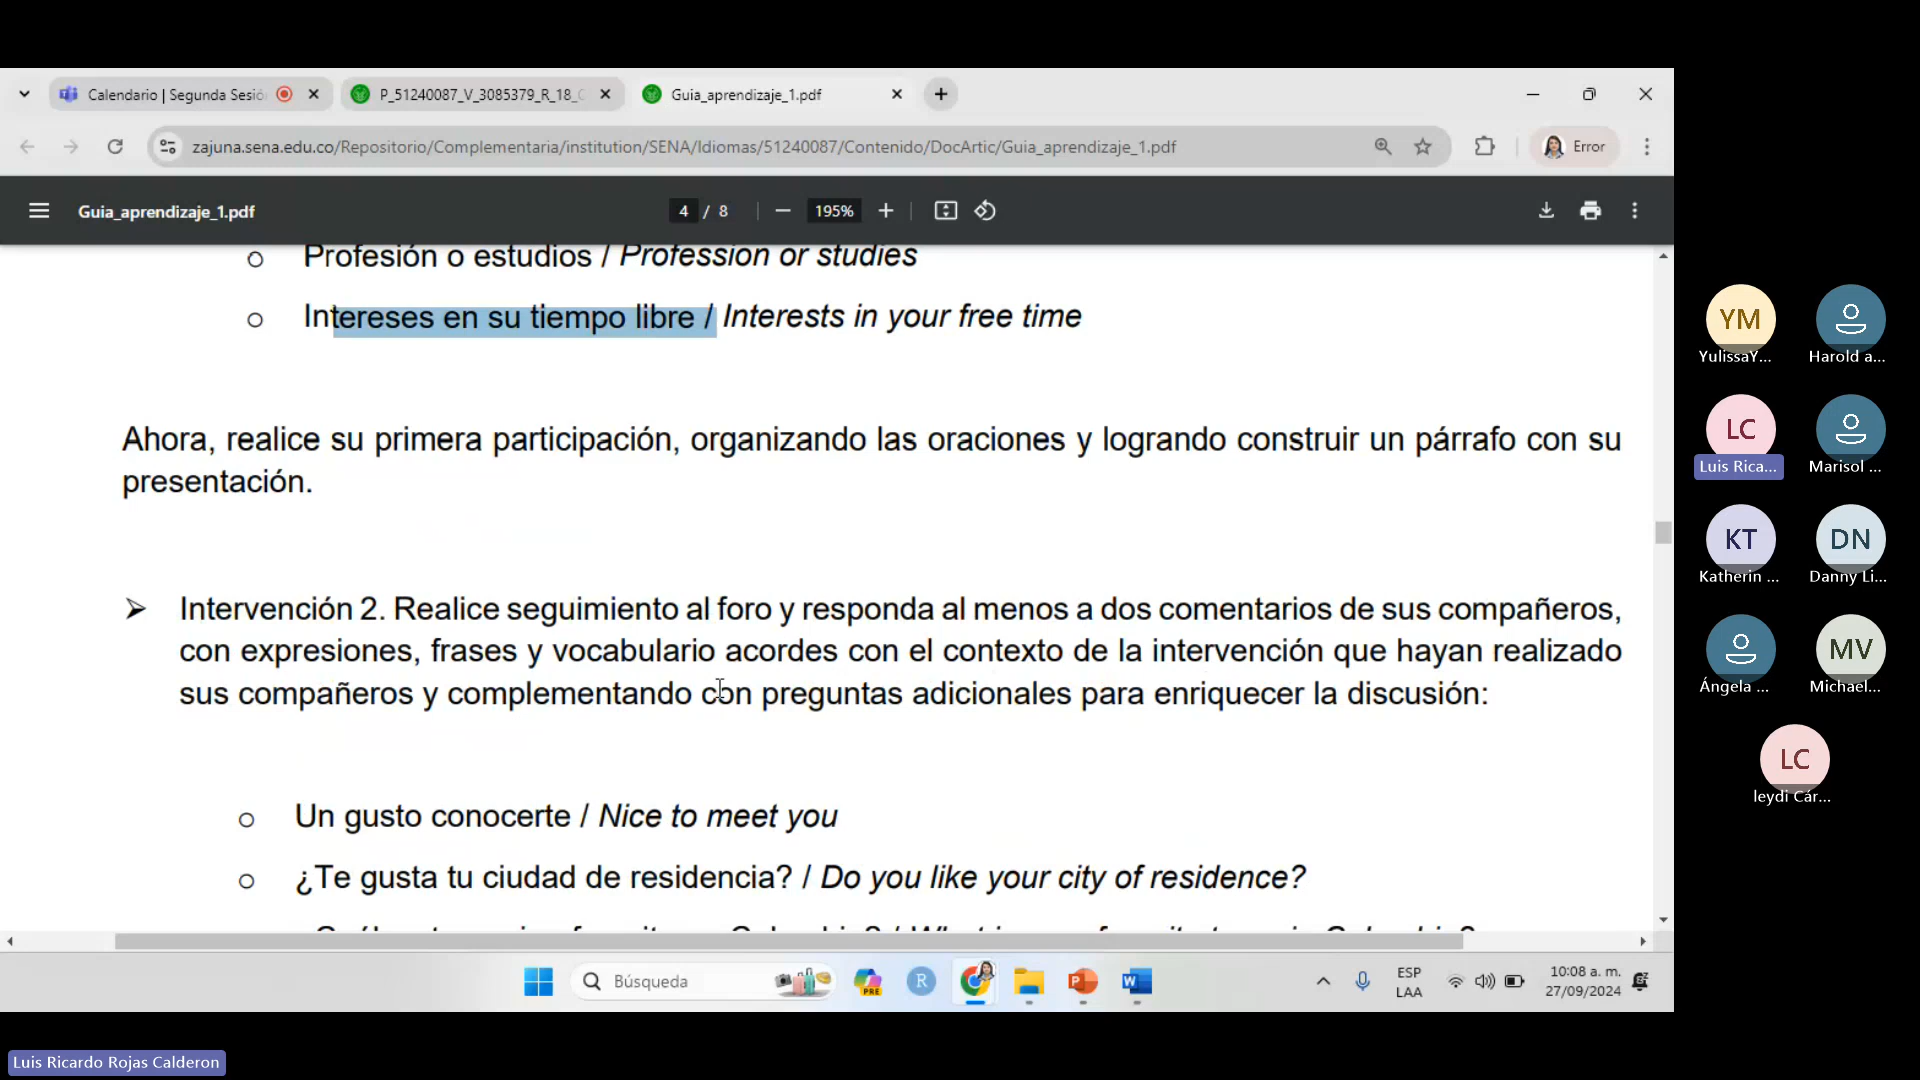 Calendario | Segunda Sesió
P_51240087_V_3085379_R_18_
Guia_aprendizaje_1.pdf
zajuna.sena.edu.co/Repositorio/Complementaria/institution/SENA/Idiomas/51240087/Contenido/DocArtic/Guia_aprendizaje_1.pdf
Error
Guia_aprendizaje_1.pdf
4 / 8
195%
o Profesión o estudios / Profession or studies
o Intereses en su tiempo libre / Interests in your free time
Ahora, realice su primera participación, organizando las oraciones y logrando construir un párrafo con su
presentación.
➢ Intervención 2. Realice seguimiento al foro y responda al menos a dos comentarios de sus compañeros,
con expresiones, frases y vocabulario acordes con el contexto de la intervención que hayan realizado
sus compañeros y complementando con preguntas adicionales para enriquecer la discusión:
o Un gusto conocerte / Nice to meet you
o ¿Te gusta tu ciudad de residencia? / Do you like your city of residence?
Búsqueda
PRE
R
ESP
LAA
10:08 a. m.
27/09/2024
YM
YulissaY...
Harold a...
LC
Luis Rica...
Marisol ...
KT
Katherin ...
DN
Danny Li...
Ángela ...
MV
Michael...
LC
leydi Cár...
Luis Ricardo Rojas Calderon